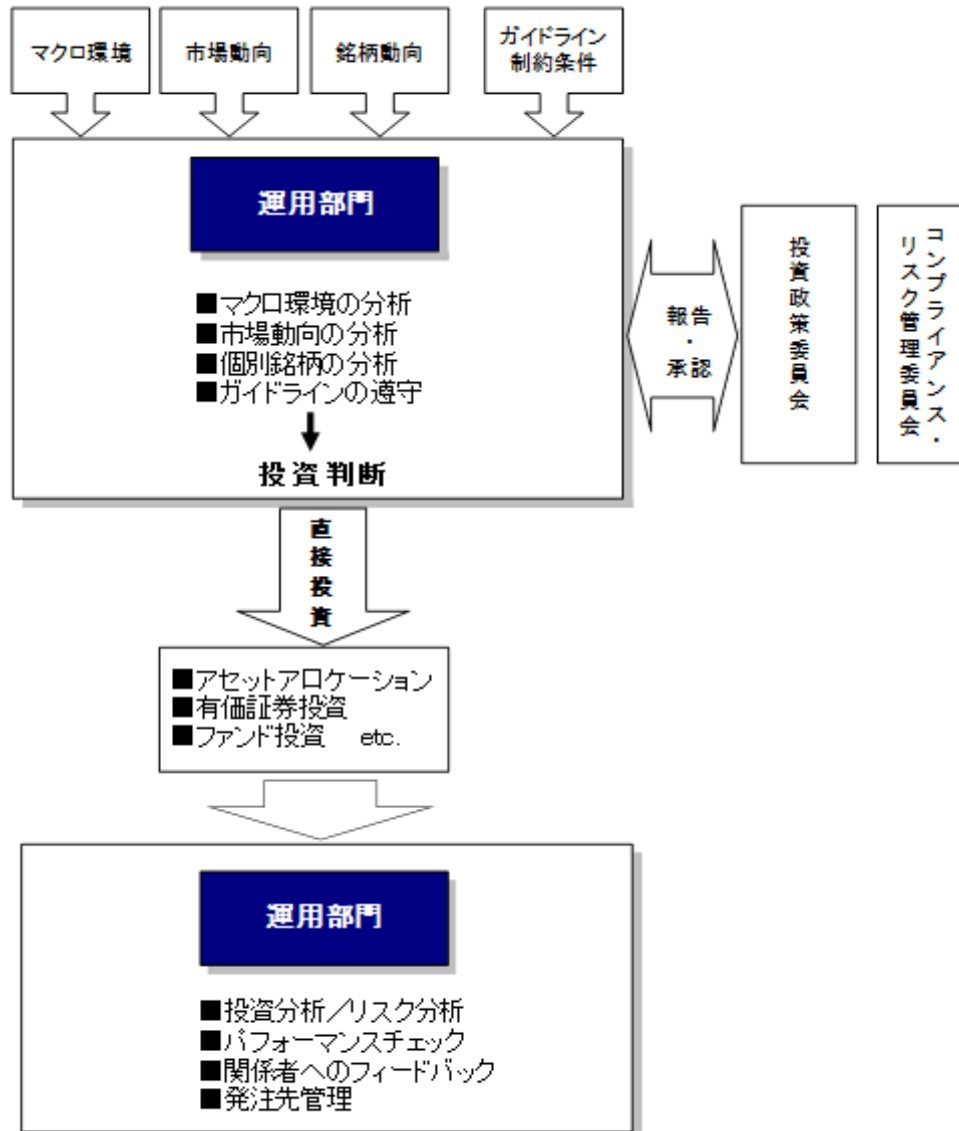 マクロ環境
市場動向
銘柄動向
ガイドライン
制約条件
運用部門
■マクロ環境の分析
■市場動向の分析
■個別銘柄の分析
■ガイドラインの遵守
投資判断
報告
・
承認
投資政策委員会
コンプライアンス・
リスク管理委員会
直接投資
■アセットアロケーション
■有価証券投資
■ファンド投資 etc.
運用部門
■投資分析／リスク分析
■パフォーマンスチェック
■関係者へのフィードバック
■発注先管理